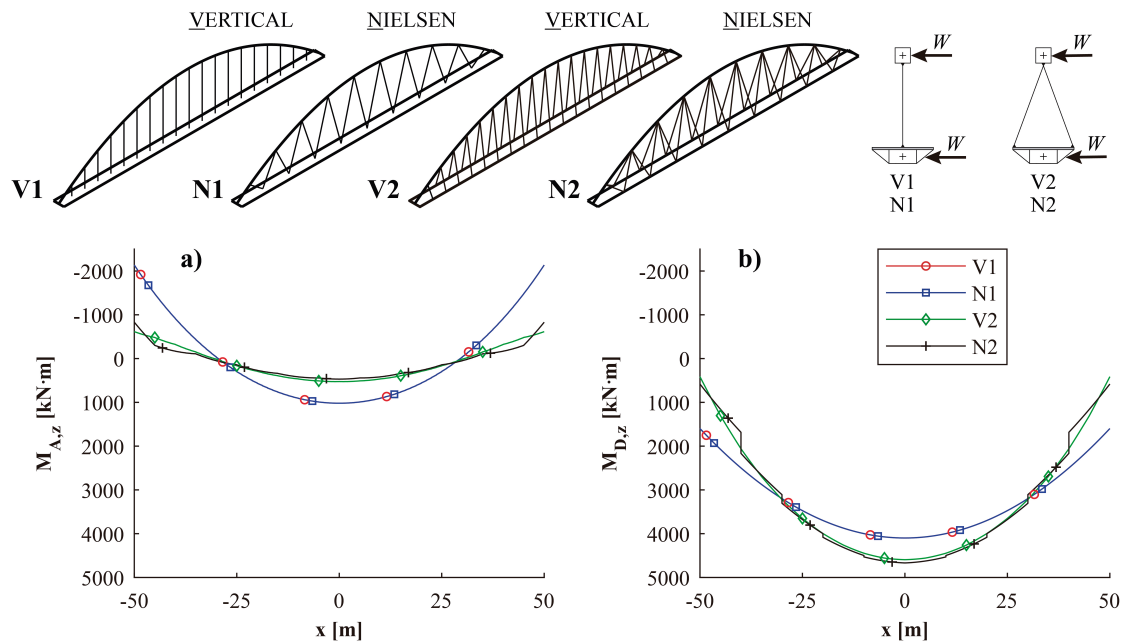 VERTICAL NIELSEN VERTICAL NIELSEN
W W
W W
V1 N1 V2 N2
V1 V2
N1 N2
a)
-2000
-1000
0
1000
2000
3000
4000
5000
M_A,z [kN·m]
-50 -25 0 25 50
x [m]
b)
V1
N1
V2
N2
-2000
-1000
0
1000
2000
3000
4000
5000
M_D,z [kN·m]
-50 -25 0 25 50
x [m]